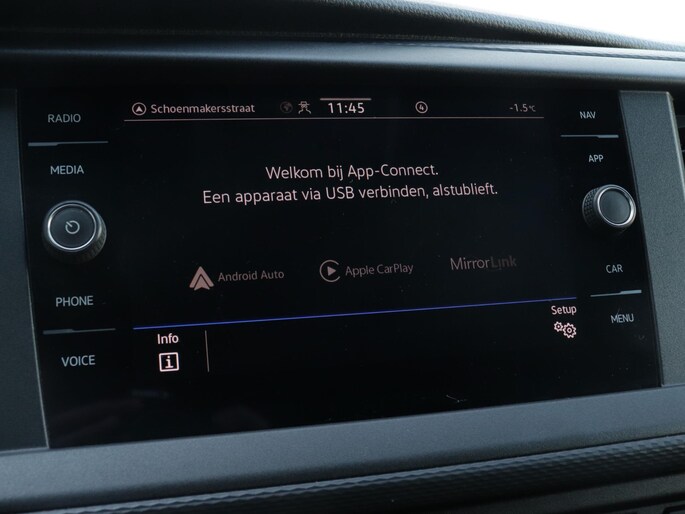 RADIO
MEDIA
PHONE
VOICE
Schoenmakersstraat
11:45
4
-1.5°C
Welkom bij App-Connect.
Een apparaat via USB verbinden, alstublieft.
Android Auto
Apple CarPlay
MirrorLink
Info
i
Setup
NAV
APP
CAR
MENU